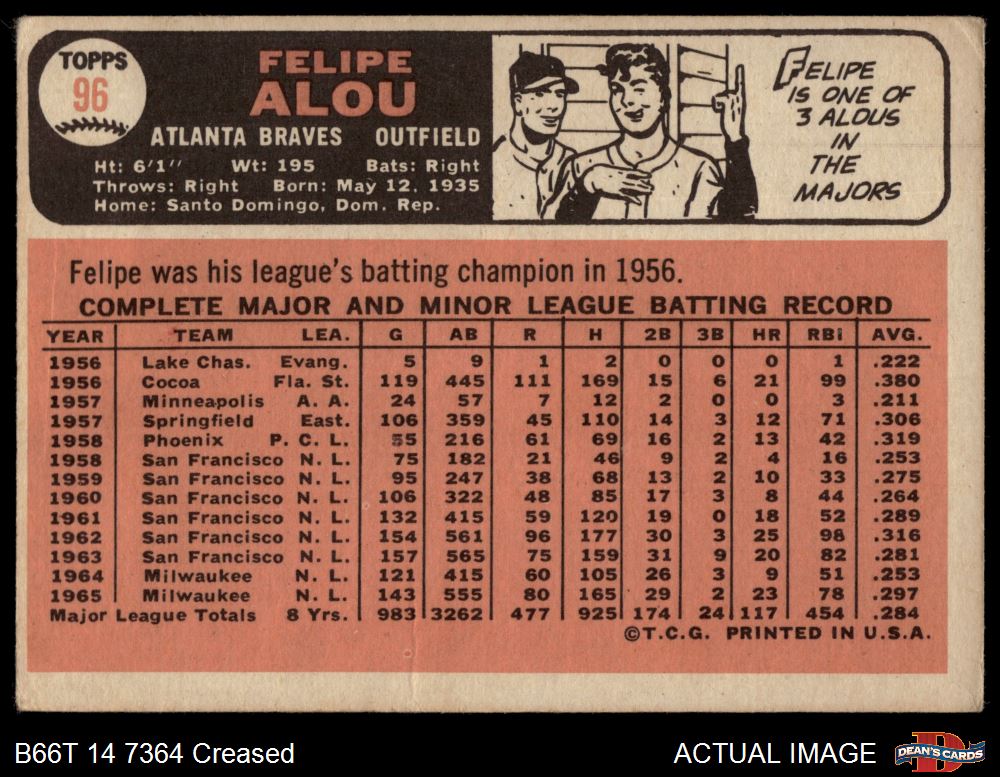 TOPPS
96
FELIPE
ALOU
ATLANTA BRAVES OUTFIELD
Ht: 6'1" Wt: 195 Bats: Right
Throws: Right Born: May 12, 1935
Home: Santo Domingo, Dom. Rep.
FELIPE
IS ONE OF
3 ALOUS
IN
THE
MAJORS
Felipe was his league's batting champion in 1956.
COMPLETE MAJOR AND MINOR LEAGUE BATTING RECORD
YEAR TEAM LEA. G AB R H 2B 3B HR RBi AVG.
1956 Lake Chas. Evang. 5 9 1 2 0 0 0 1 .222
1956 Cocoa Fla. St. 119 445 111 169 15 6 21 99 .380
1957 Minneapolis A. A. 24 57 7 12 2 0 0 3 .211
1957 Springfield East. 106 359 45 110 14 3 12 71 .306
1958 Phoenix P. C. L. 55 216 61 69 16 2 13 42 .319
1958 San Francisco N. L. 75 182 21 46 9 2 4 16 .253
1959 San Francisco N. L. 95 247 38 68 13 2 10 33 .275
1960 San Francisco N. L. 106 322 48 85 17 3 8 44 .264
1961 San Francisco N. L. 132 415 59 120 19 0 18 52 .289
1962 San Francisco N. L. 154 561 96 177 30 3 25 98 .316
1963 San Francisco N. L. 157 565 75 159 31 9 20 82 .281
1964 Milwaukee N. L. 121 415 60 105 26 3 9 51 .253
1965 Milwaukee N. L. 143 555 80 165 29 2 23 78 .297
Major League Totals 8 Yrs. 983 3262 477 925 174 24 117 454 .284
©T.C.G. PRINTED IN U.S.A.
B66T 14 7364 Creased
ACTUAL IMAGE
DEAN'S CARDS